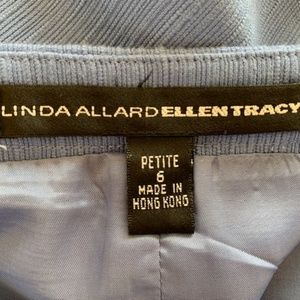 LINDA ALLARD ELLEN TRACY
PETITE
6
MADE IN
HONG KONG